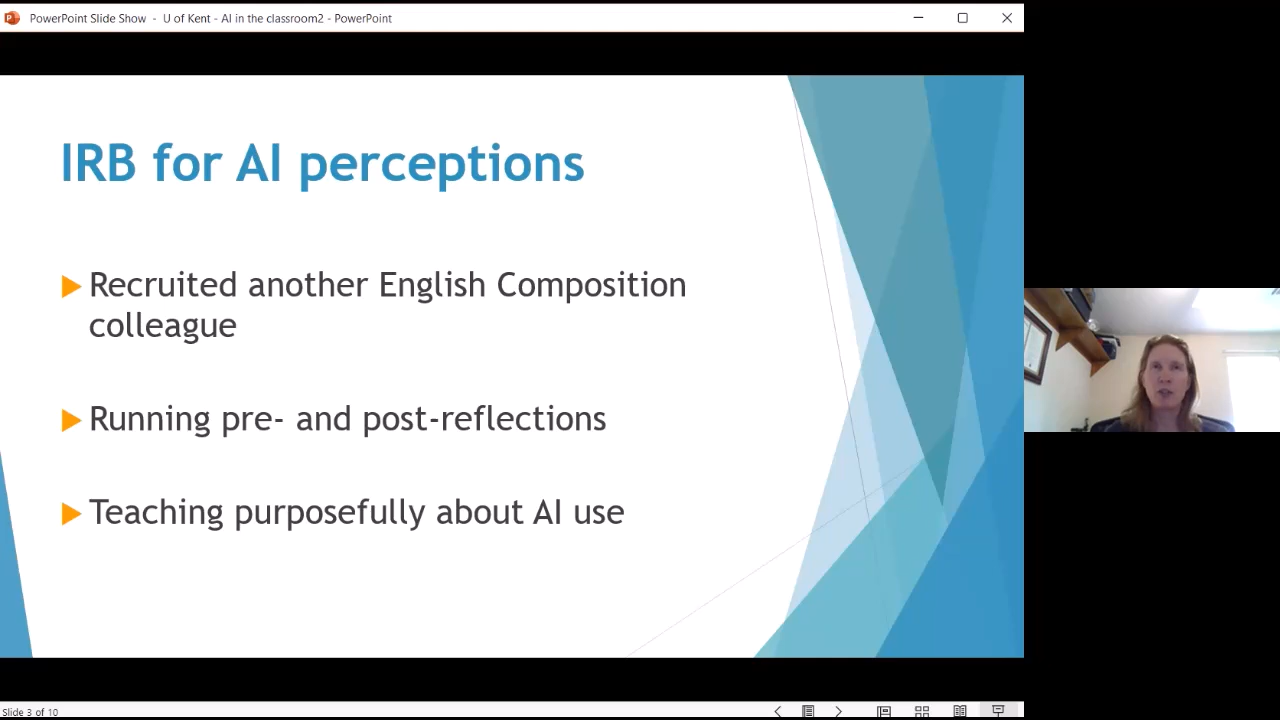 PowerPoint Slide Show - U of Kent - AI in the classroom2 - PowerPoint
IRB for AI perceptions
Recruited another English Composition
colleague
Running pre- and post-reflections
Teaching purposefully about AI use
Slide 3 of 10